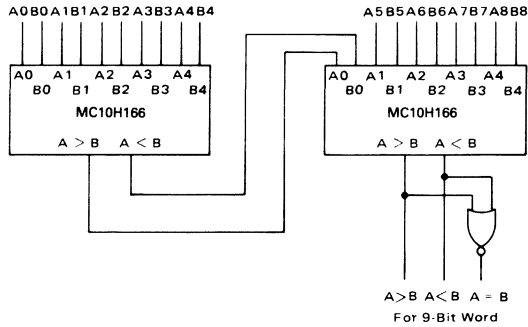 A0B0A1B1A2B2A3B3A4B4
A5B5A6B6A7B7A8B8
A0 A1 A2 A3 A4
B0 B1 B2 B3 B4
MC10H166
A > B A < B
A0 A1 A2 A3 A4
B0 B1 B2 B3 B4
MC10H166
A > B A < B
A>B A<B A = B
For 9-Bit Word